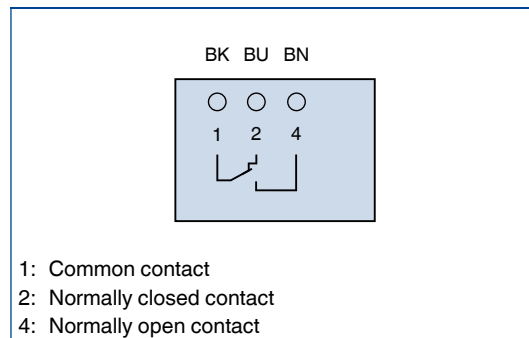 BK BU BN
1 2 4
1: Common contact
2: Normally closed contact
4: Normally open contact